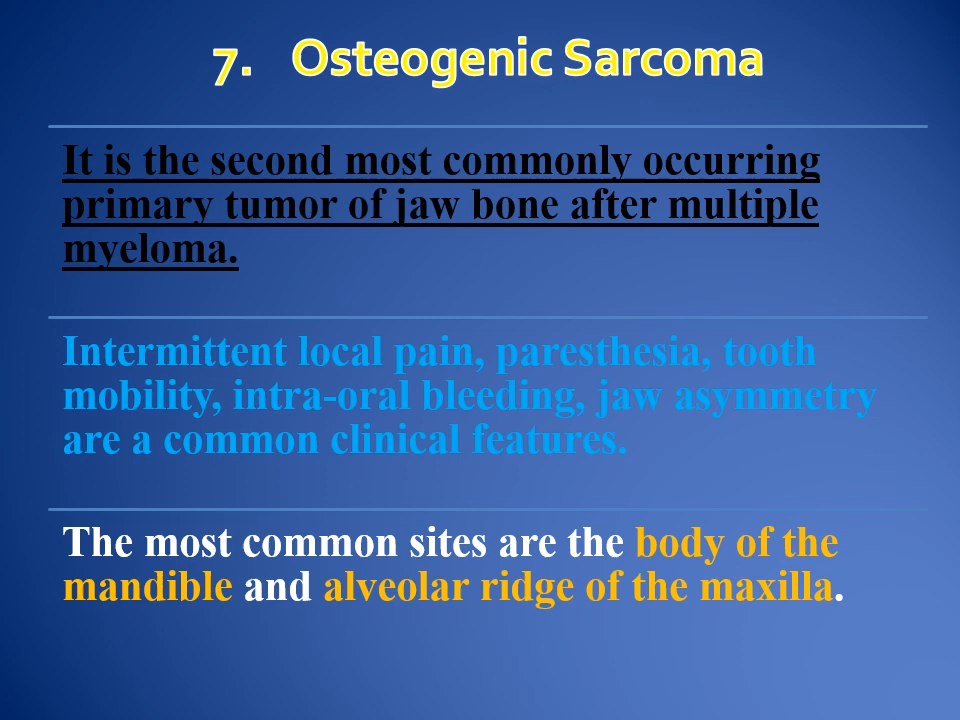 7. Osteogenic Sarcoma
It is the second most commonly occurring
primary tumor of jaw bone after multiple
myeloma.
Intermittent local pain, paresthesia, tooth
mobility, intra-oral bleeding, jaw asymmetry
are a common clinical features.
The most common sites are the body of the
mandible and alveolar ridge of the maxilla.